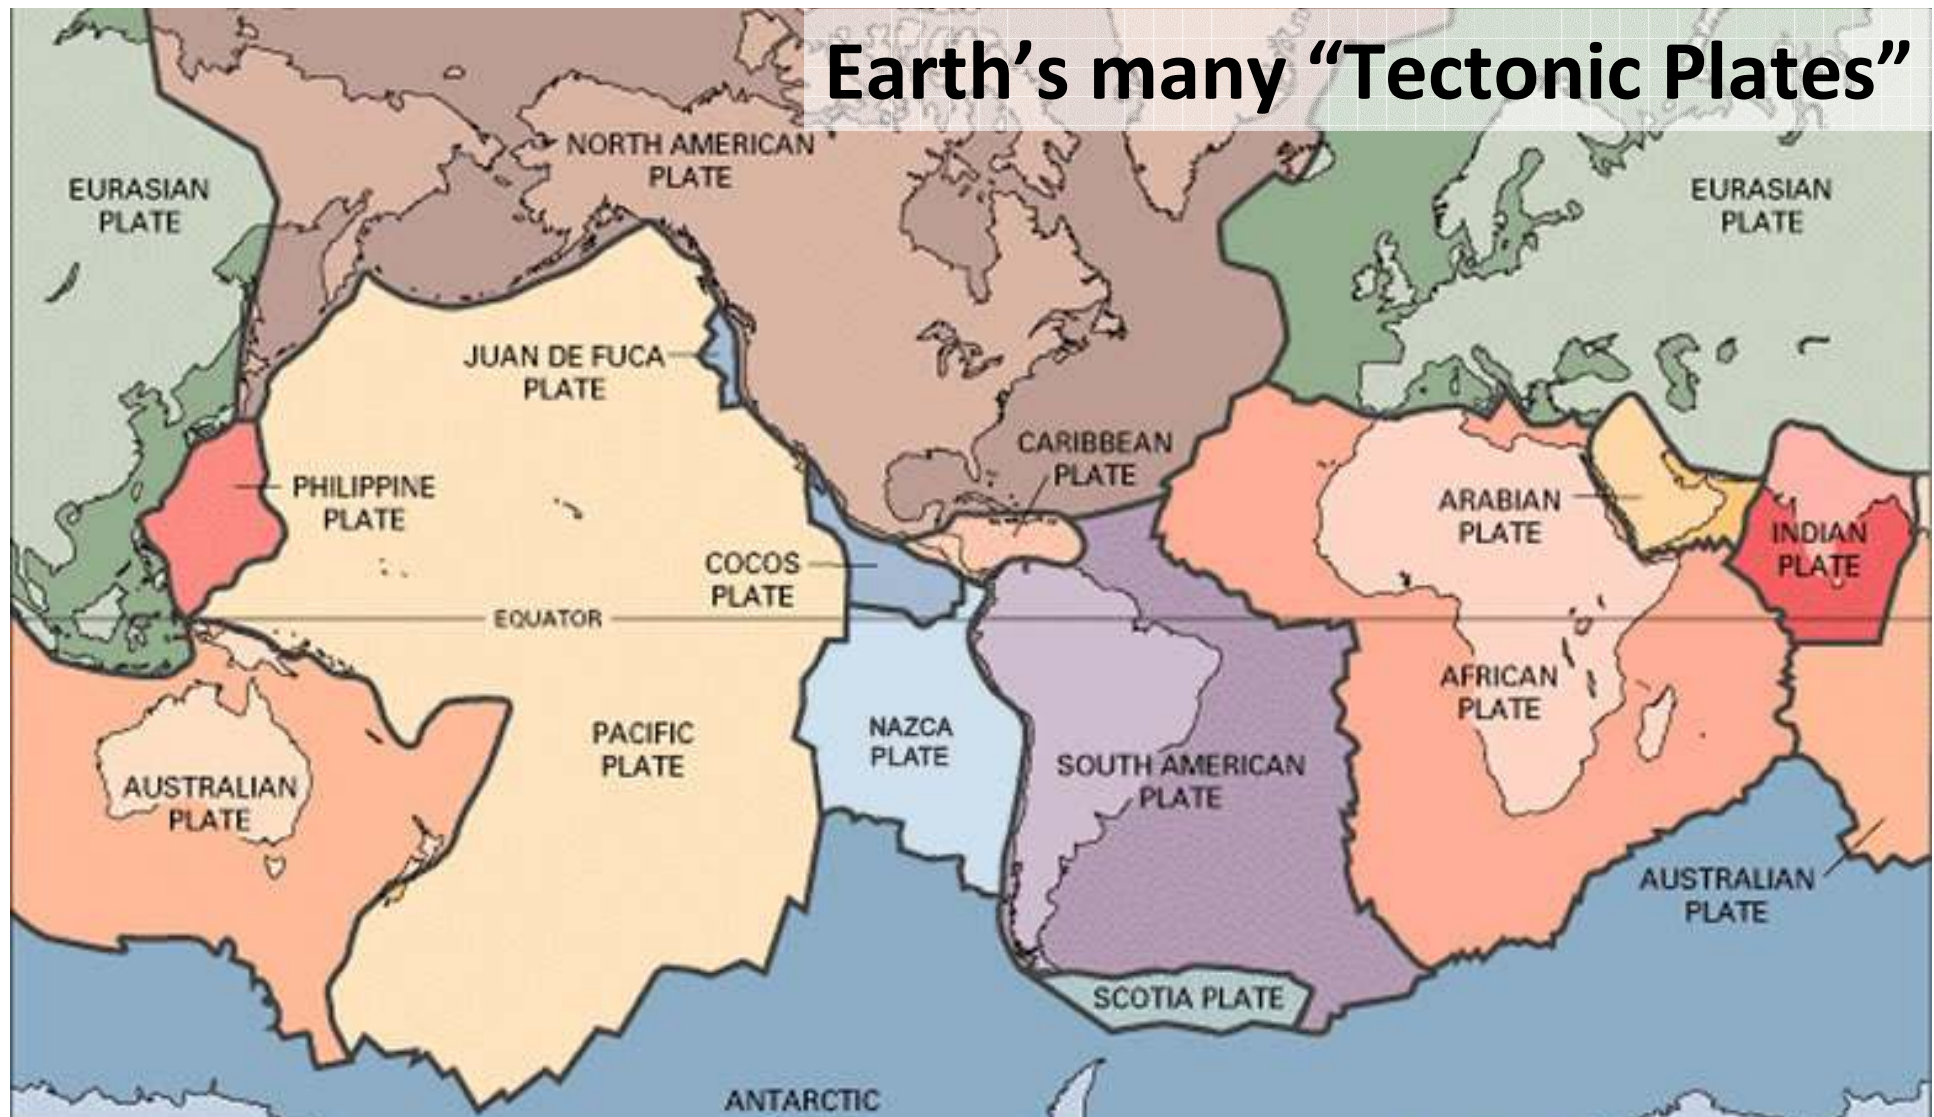 Earth’s many “Tectonic Plates”
NORTH AMERICAN
PLATE
EURASIAN
PLATE
EURASIAN
PLATE
JUAN DE FUCA
PLATE
CARIBBEAN
PLATE
PHILIPPINE
PLATE
ARABIAN
PLATE
INDIAN
PLATE
COCOS
PLATE
EQUATOR
AFRICAN
PLATE
PACIFIC
PLATE
NAZCA
PLATE
SOUTH AMERICAN
PLATE
AUSTRALIAN
PLATE
AUSTRALIAN
PLATE
SCOTIA PLATE
ANTARCTIC